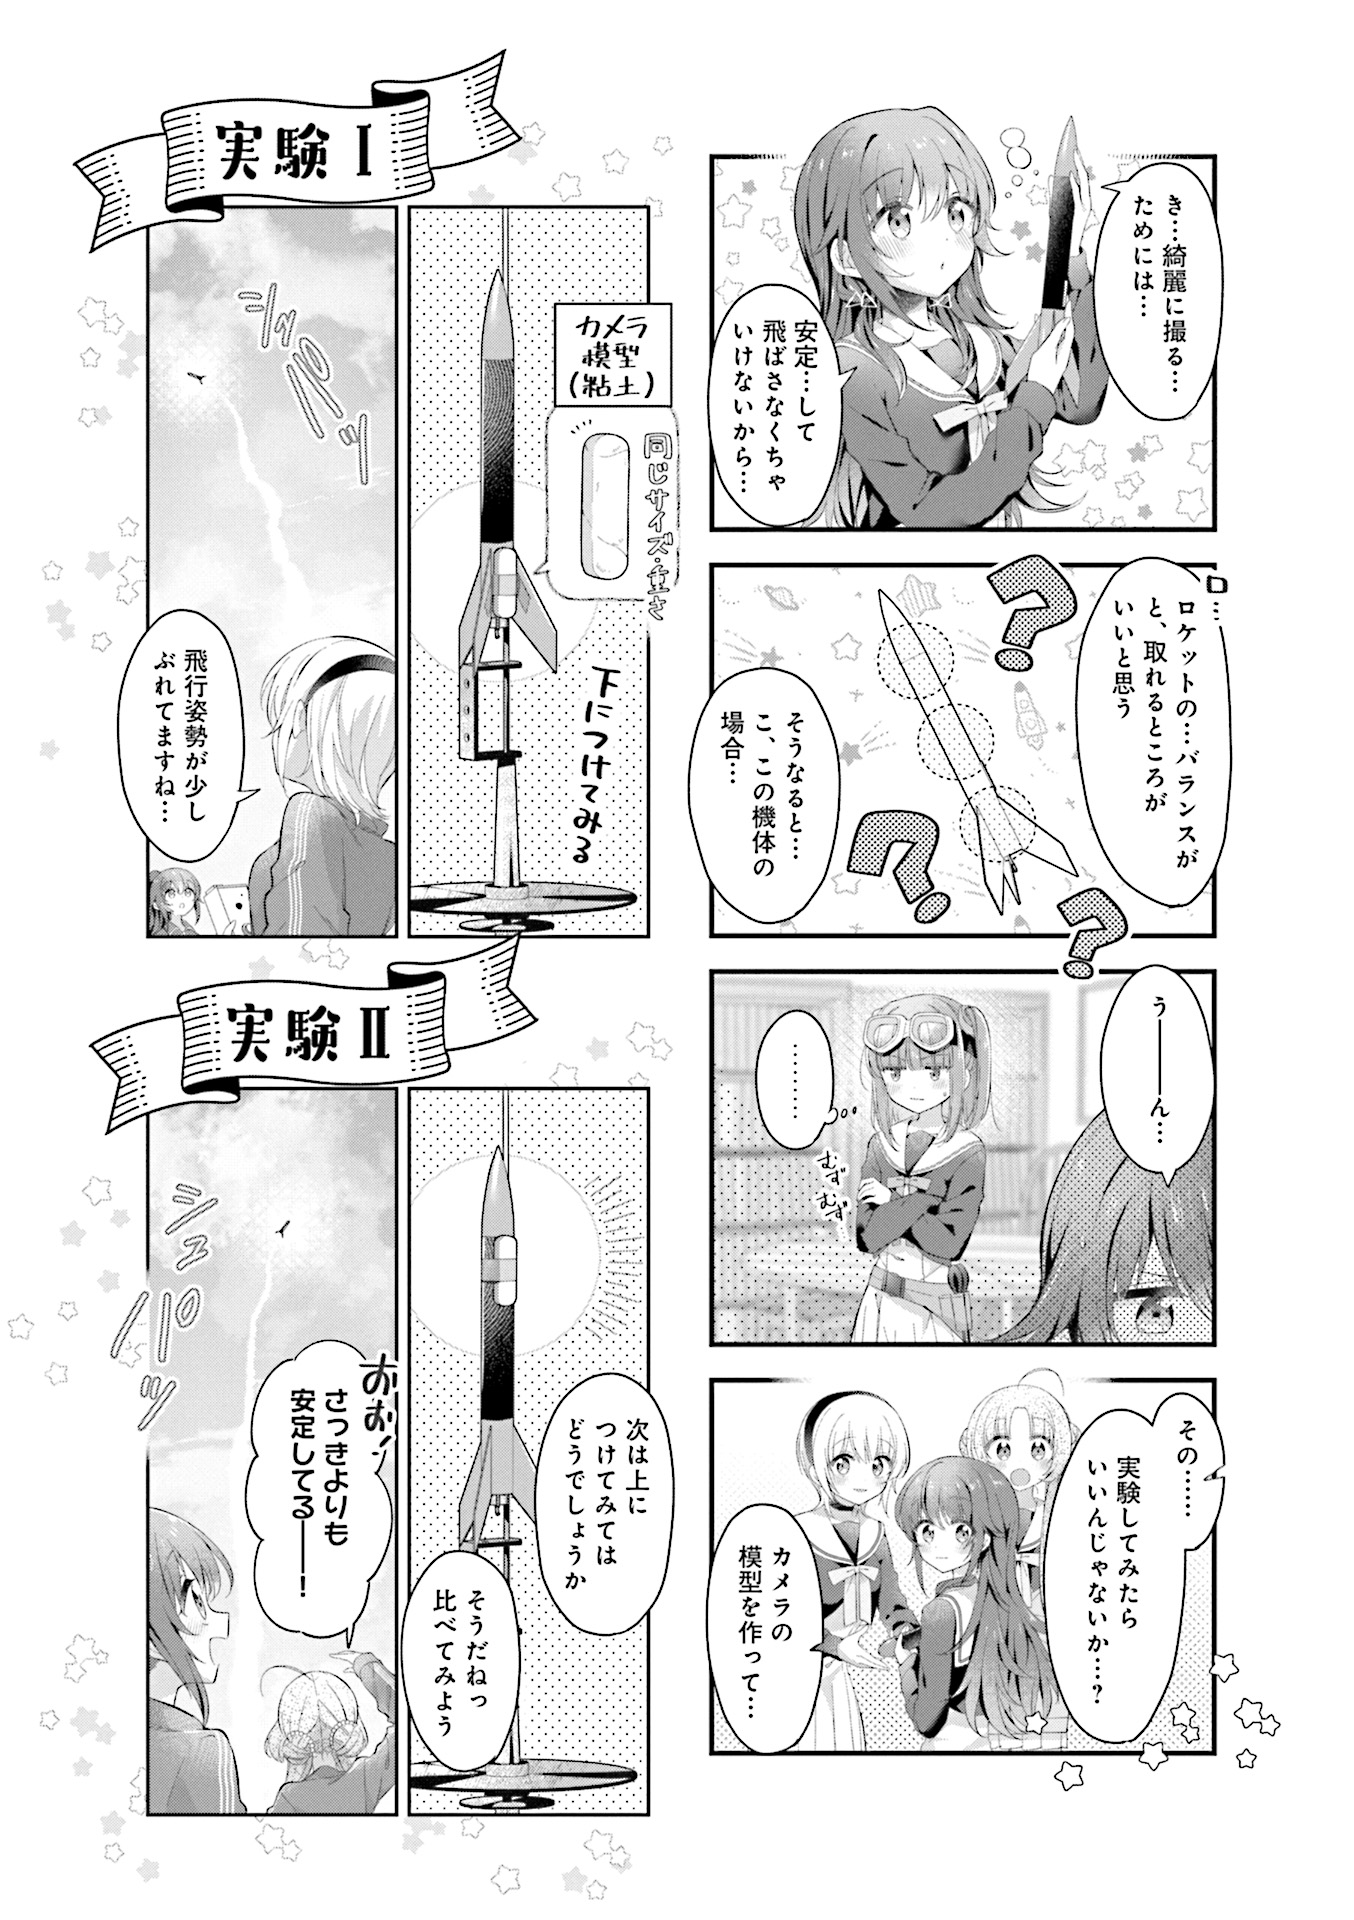 き…綺麗に撮る…
ためには…
安定…して
飛ばさなくちゃ
いけないから…
ロ…
ロケットの…バランスが
と、取れるところが
いいと思う
そうなると…
こ、この機体の
場合…
?
?
?
うーーーん…
………
むず
むず
その……
実験してみたら
いいんじゃないか…?
カメラの
模型を作って…
実験Ⅰ
カメラ
模型
(粘土)
同じサイズ・重さ
下につけてみる
シュパッ
飛行姿勢が少し
ぶれてますね…
実験Ⅱ
次は上に
つけてみては
どうでしょうか
そうだねっ
比べてみよう
シュパッ
おお!
さっきよりも
安定してるーー!